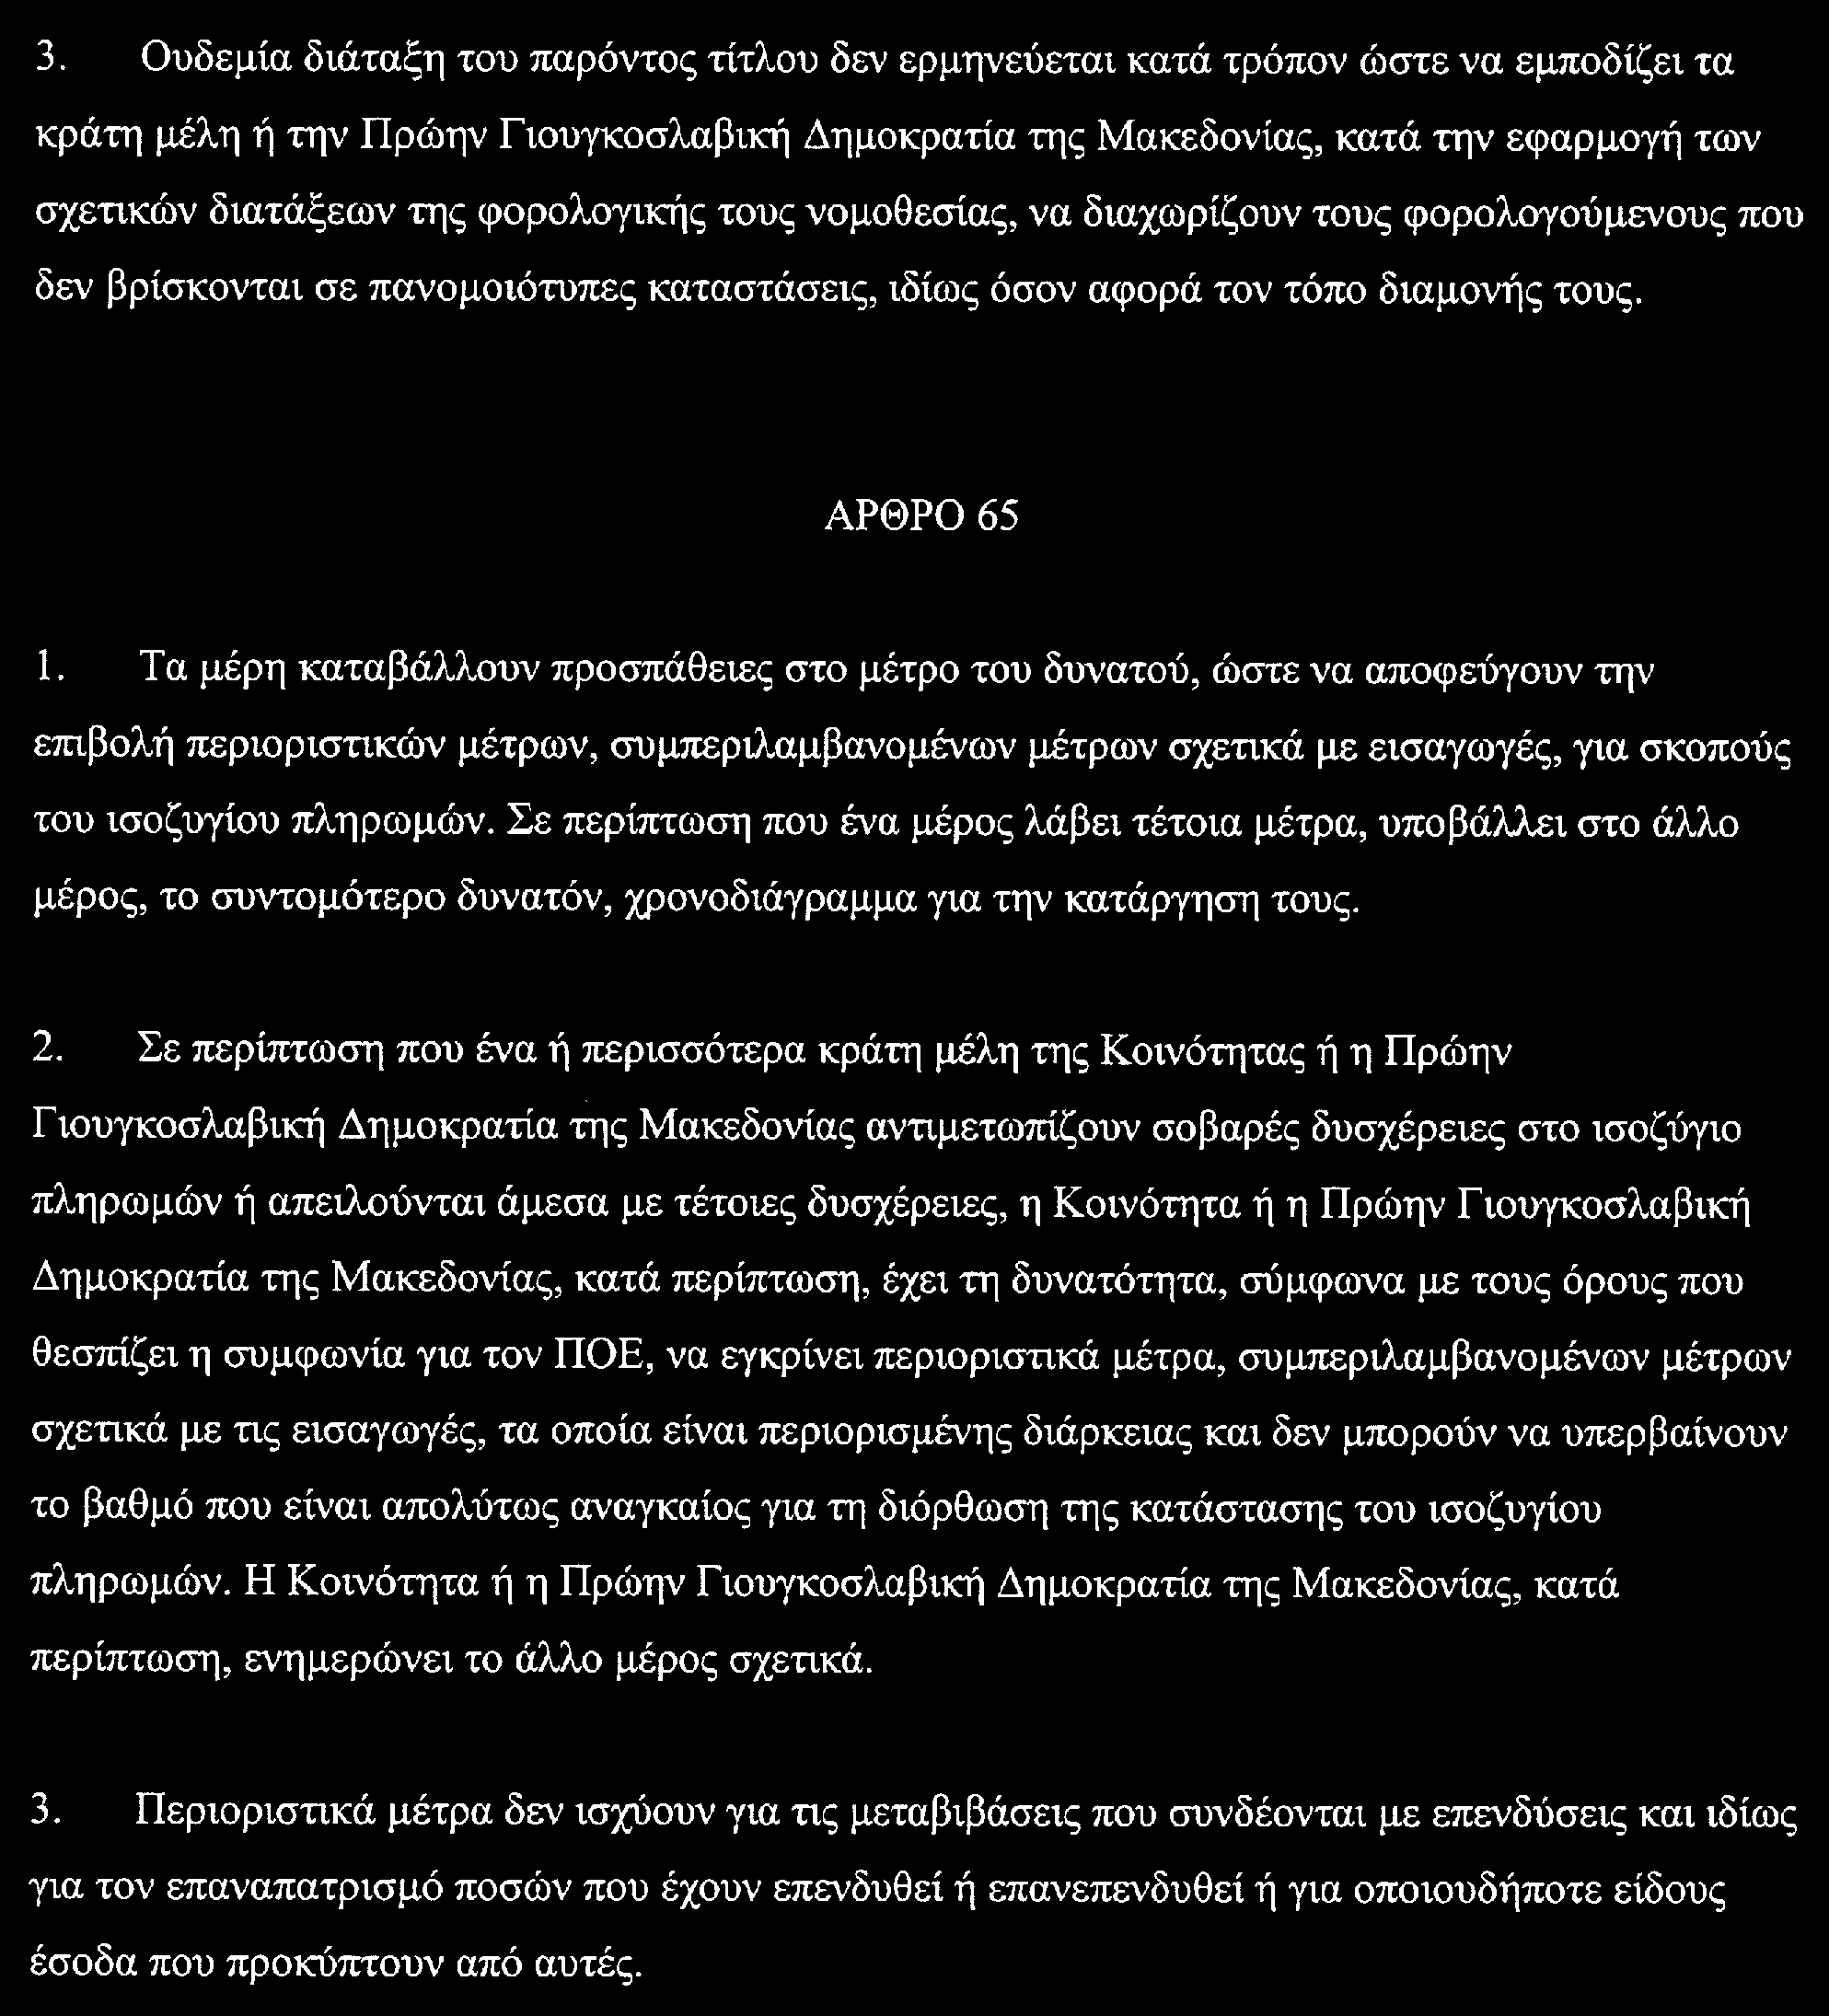 3. Ουδεμία διάταξη του παρόντος τίτλου δεν ερμηνεύεται κατά τρόπον ώστε να εμποδίζει τα
κράτη μέλη ή την Πρώην Γιουγκοσλαβική Δημοκρατία της Μακεδονίας, κατά την εφαρμογή των
σχετικών διατάξεων της φορολογικής τους νομοθεσίας, να διαχωρίζουν τους φορολογούμενους που
δεν βρίσκονται σε πανομοιότυπες καταστάσεις, ιδίως όσον αφορά τον τόπο διαμονής τους.
ΑΡΘΡΟ 65
1. Τα μέρη καταβάλλουν προσπάθειες στο μέτρο του δυνατού, ώστε να αποφεύγουν την
επιβολή περιοριστικών μέτρων, συμπεριλαμβανομένων μέτρων σχετικά με εισαγωγές, για σκοπούς
του ισοζυγίου πληρωμών. Σε περίπτωση που ένα μέρος λάβει τέτοια μέτρα, υποβάλλει στο άλλο
μέρος, το συντομότερο δυνατόν, χρονοδιάγραμμα για την κατάργηση τους.
2. Σε περίπτωση που ένα ή περισσότερα κράτη μέλη της Κοινότητας ή η Πρώην
Γιουγκοσλαβική Δημοκρατία της Μακεδονίας αντιμετωπίζουν σοβαρές δυσχέρειες στο ισοζύγιο
πληρωμών ή απειλούνται άμεσα με τέτοιες δυσχέρειες, η Κοινότητα ή η Πρώην Γιουγκοσλαβική
Δημοκρατία της Μακεδονίας, κατά περίπτωση, έχει τη δυνατότητα, σύμφωνα με τους όρους που
θεσπίζει η συμφωνία για τον ΠΟΕ, να εγκρίνει περιοριστικά μέτρα, συμπεριλαμβανομένων μέτρων
σχετικά με τις εισαγωγές, τα οποία είναι περιορισμένης διάρκειας και δεν μπορούν να υπερβαίνουν
το βαθμό που είναι απολύτως αναγκαίος για τη διόρθωση της κατάστασης του ισοζυγίου
πληρωμών. Η Κοινότητα ή η Πρώην Γιουγκοσλαβική Δημοκρατία της Μακεδονίας, κατά
περίπτωση, ενημερώνει το άλλο μέρος σχετικά.
3. Περιοριστικά μέτρα δεν ισχύουν για τις μεταβιβάσεις που συνδέονται με επενδύσεις και ιδίως
για τον επαναπατρισμό ποσών που έχουν επενδυθεί ή επανεπενδυθεί ή για οποιουδήποτε είδους
έσοδα που προκύπτουν από αυτές.